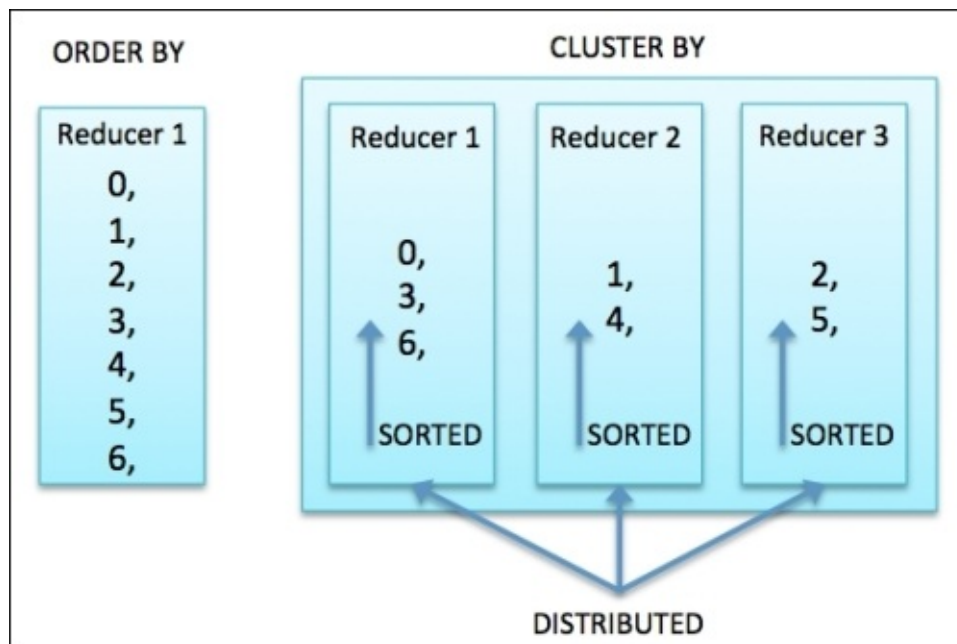 ORDER BY
Reducer 1
0,
1,
2,
3,
4,
5,
6,
CLUSTER BY
Reducer 1
0,
3,
6,
SORTED
Reducer 2
1,
4,
SORTED
Reducer 3
2,
5,
SORTED
DISTRIBUTED